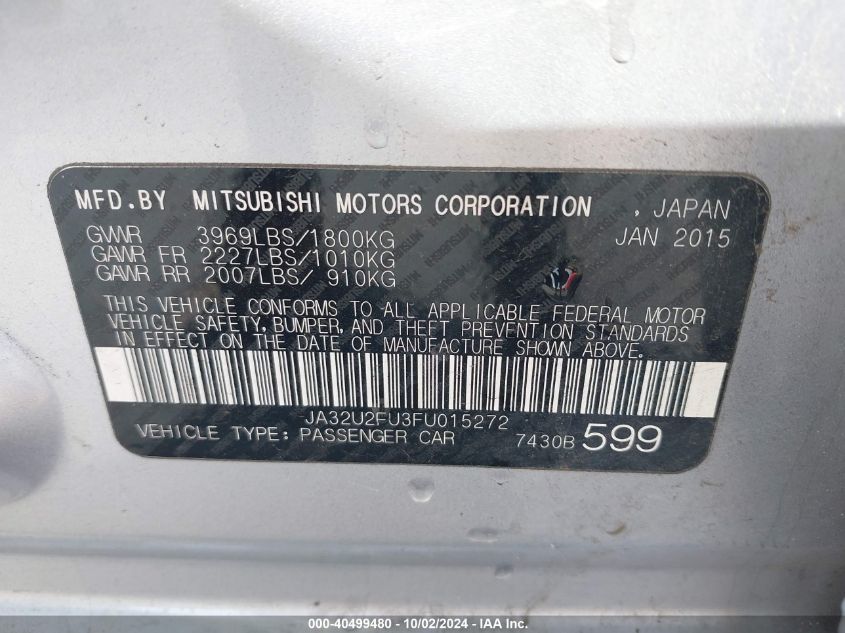 MFD.BY MITSUBISHI MOTORS CORPORATION , JAPAN
GVWR 3969LBS/1800KG JAN 2015
GAWR FR 2227LBS/1010KG
GAWR RR 2007LBS/ 910KG
THIS VEHICLE CONFORMS TO ALL APPLICABLE FEDERAL MOTOR
VEHICLE SAFETY, BUMPER, AND THEFT PREVENTION STANDARDS
IN EFFECT ON THE DATE OF MANUFACTURE SHOWN ABOVE.
JA32U2FU3FU015272
VEHICLE TYPE: PASSENGER CAR 7430B 599
000-40499480 - 10/02/2024 - IAA Inc.